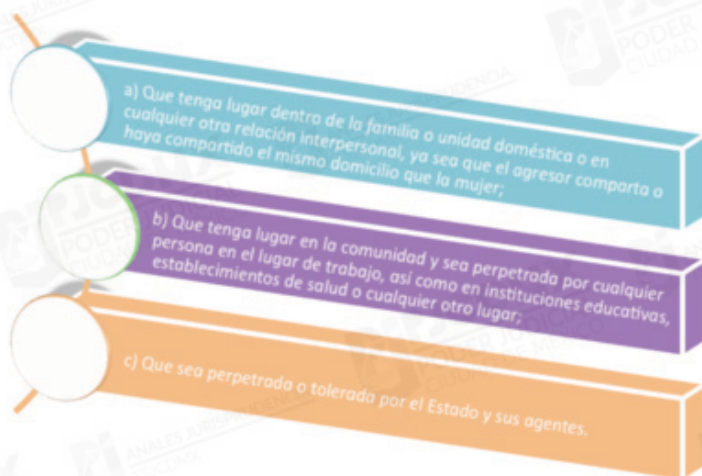 a) Que tenga lugar dentro de la familia o unidad doméstica o en
cualquier otra relación interpersonal, ya sea que el agresor comparta o
haya compartido el mismo domicilio que la mujer;
b) Que tenga lugar en la comunidad y sea perpetrada por cualquier
persona en el lugar de trabajo, así como en instituciones educativas,
establecimientos de salud o cualquier otro lugar;
c) Que sea perpetrada o tolerada por el Estado y sus agentes.